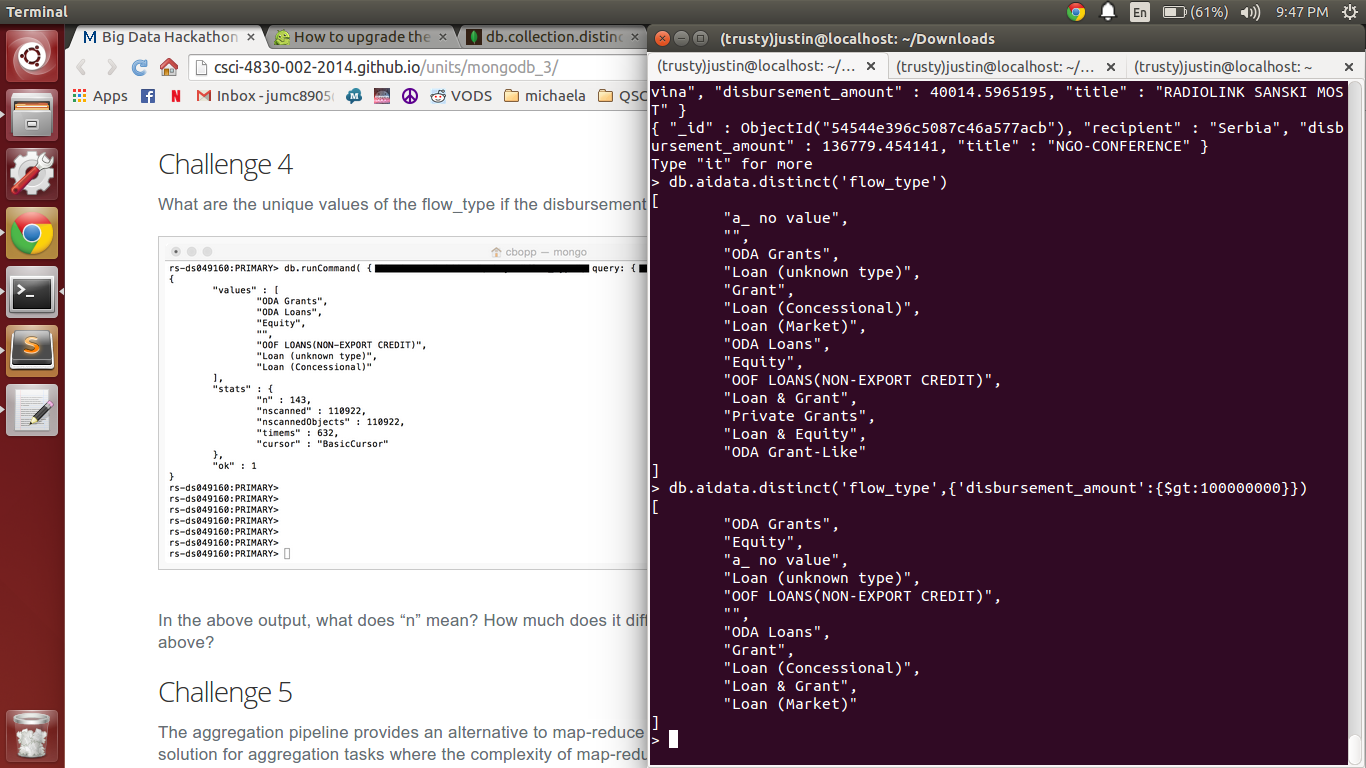 Terminal
En
(61%)
9:47 PM
Big Data Hackathon
How to upgrade the
db.collection.distinc
csci-4830-002-2014.github.io/units/mongodb_3/
Apps
Inbox - jumc8905
VODS
michaela
QSC
Challenge 4
What are the unique values of the flow_type if the disbursement
cbopp — mongo
rs-ds049160:PRIMARY> db.runCommand( { query: {
{
"values" : [
"ODA Grants",
"ODA Loans",
"Equity",
"",
"OOF LOANS(NON-EXPORT CREDIT)",
"Loan (unknown type)",
"Loan (Concessional)"
],
"stats" : {
"n" : 143,
"nscanned" : 110922,
"nscannedObjects" : 110922,
"timems" : 632,
"cursor" : "BasicCursor"
},
"ok" : 1
}
rs-ds049160:PRIMARY>
rs-ds049160:PRIMARY>
rs-ds049160:PRIMARY>
rs-ds049160:PRIMARY>
rs-ds049160:PRIMARY>
rs-ds049160:PRIMARY>
rs-ds049160:PRIMARY>
In the above output, what does “n” mean? How much does it diff
above?
Challenge 5
The aggregation pipeline provides an alternative to map-reduce
solution for aggregation tasks where the complexity of map-redu
(trusty)justin@localhost: ~/Downloads
(trusty)justin@localhost: ~/...
(trusty)justin@localhost: ~/...
(trusty)justin@localhost: ~
vina", "disbursement_amount" : 40014.5965195, "title" : "RADIOLINK SANSKI MOS
T" }
{ "_id" : ObjectId("54544e396c5087c46a577acb"), "recipient" : "Serbia", "disb
ursement_amount" : 136779.454141, "title" : "NGO-CONFERENCE" }
Type "it" for more
> db.aidata.distinct('flow_type')
[
"a_ no value",
"",
"ODA Grants",
"Loan (unknown type)",
"Grant",
"Loan (Concessional)",
"Loan (Market)",
"ODA Loans",
"Equity",
"OOF LOANS(NON-EXPORT CREDIT)",
"Loan & Grant",
"Private Grants",
"Loan & Equity",
"ODA Grant-Like"
]
> db.aidata.distinct('flow_type',{'disbursement_amount':{$gt:100000000}})
[
"ODA Grants",
"Equity",
"a_ no value",
"Loan (unknown type)",
"OOF LOANS(NON-EXPORT CREDIT)",
"",
"ODA Loans",
"Grant",
"Loan (Concessional)",
"Loan & Grant",
"Loan (Market)"
]
>